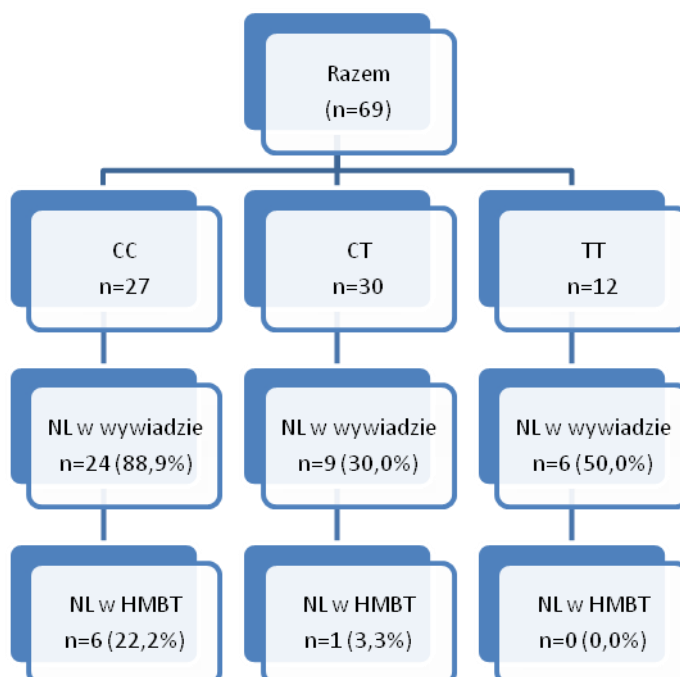 Razem
(n=69)
CC
n=27
CT
n=30
TT
n=12
NL w wywiadzie
n=24 (88,9%)
NL w wywiadzie
n=9 (30,0%)
NL w wywiadzie
n=6 (50,0%)
NL w HMBT
n=6 (22,2%)
NL w HMBT
n=1 (3,3%)
NL w HMBT
n=0 (0,0%)